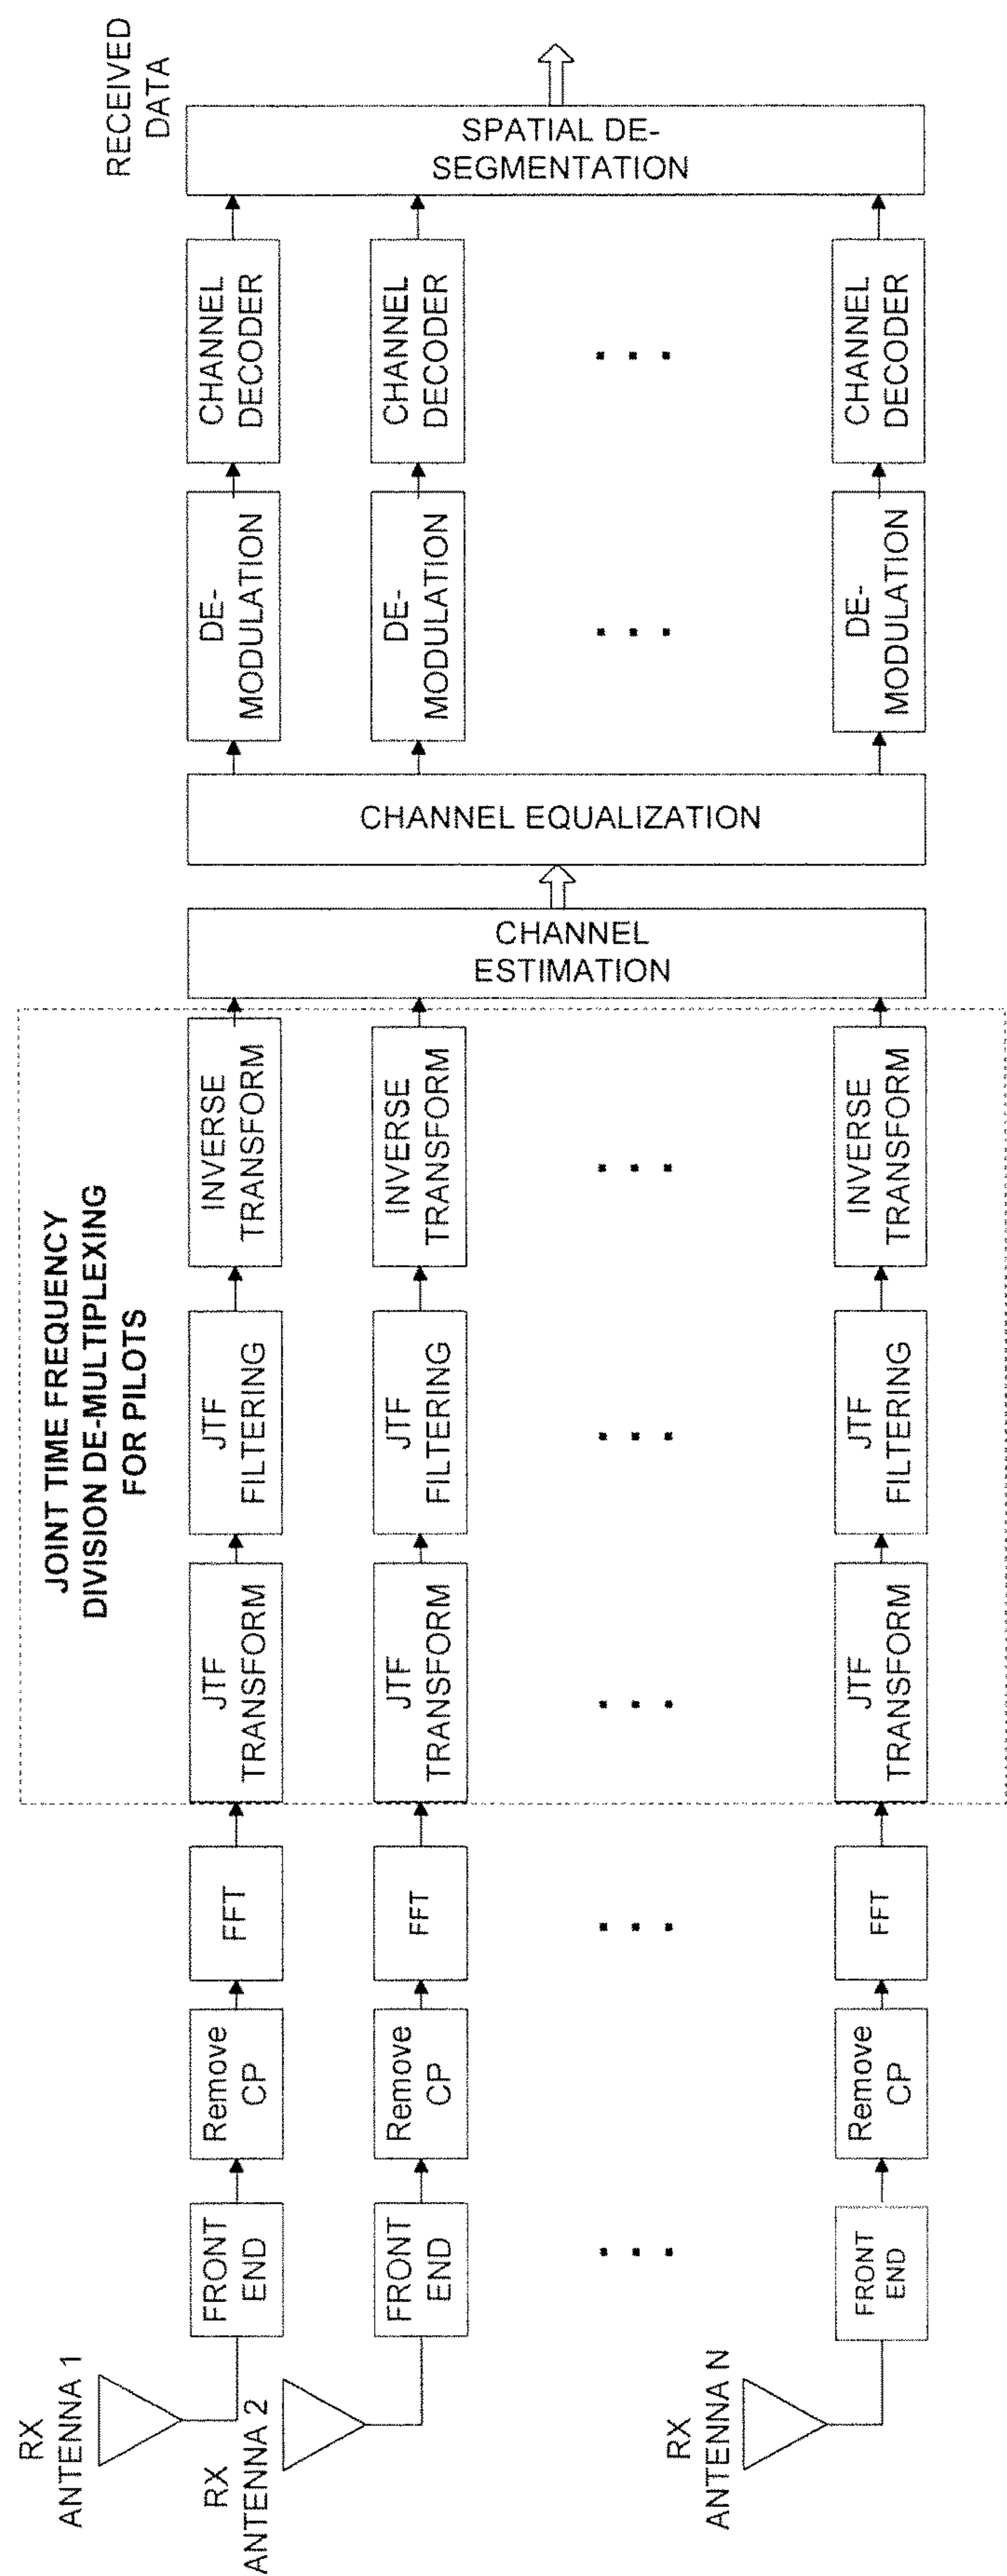 RX
ANTENNA 1
FRONT
END
Remove
CP
FFT
JTF
TRANSFORM
JTF
FILTERING
INVERSE
TRANSFORM
DE-
MODULATION
CHANNEL
DECODER
RX
ANTENNA 2
FRONT
END
Remove
CP
FFT
JTF
TRANSFORM
JTF
FILTERING
INVERSE
TRANSFORM
DE-
MODULATION
CHANNEL
DECODER
RX
ANTENNA N
FRONT
END
Remove
CP
FFT
JTF
TRANSFORM
JTF
FILTERING
INVERSE
TRANSFORM
DE-
MODULATION
CHANNEL
DECODER
JOINT TIME FREQUENCY
DIVISION DE-MULTIPLEXING
FOR PILOTS
CHANNEL
ESTIMATION
CHANNEL EQUALIZATION
SPATIAL DE-
SEGMENTATION
RECEIVED
DATA